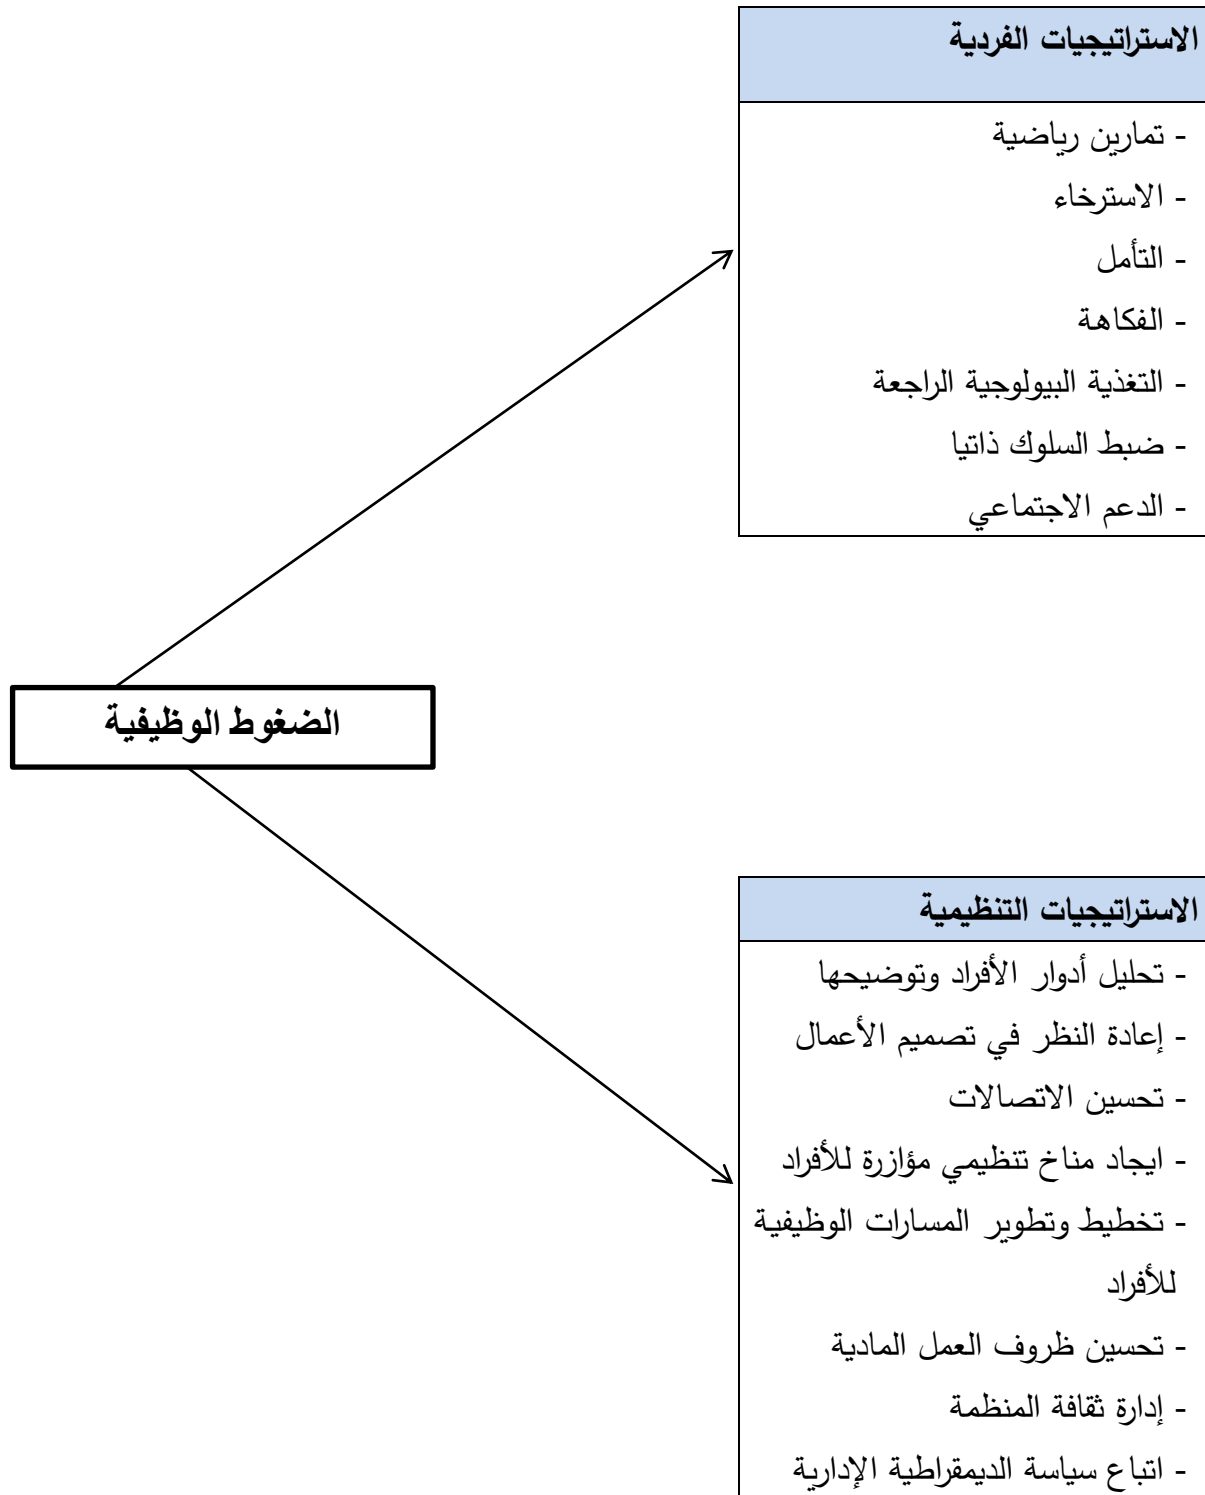 الاستراتيجيات الفردية
- تمارين رياضية
- الاسترخاء
- التأمل
- الفكاهة
- التغذية البيولوجية الراجعة
- ضبط السلوك ذاتيا
- الدعم الاجتماعي
الضغوط الوظيفية
الاستراتيجيات التنظيمية
- تحليل أدوار الأفراد وتوضيحها
- إعادة النظر في تصميم الأعمال
- تحسين الاتصالات
- ايجاد مناخ تنظيمي مؤازرة للأفراد
- تخطيط وتطوير المسارات الوظيفية
للأفراد
- تحسين ظروف العمل المادية
- إدارة ثقافة المنظمة
- اتباع سياسة الديمقراطية الإدارية